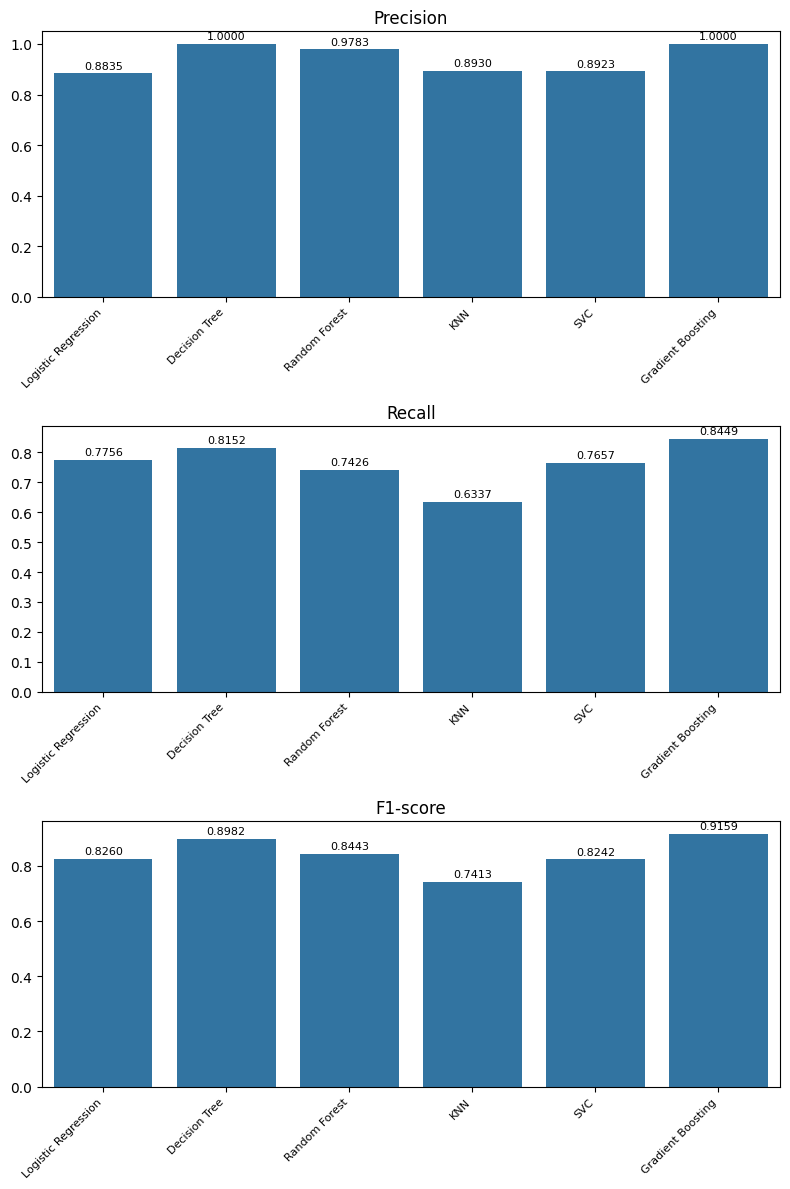 Precision
1.0000
1.0000
0.9783
0.8930
0.8923
0.8835
1.0
0.8
0.6
0.4
0.2
0.0
Logistic Regression
Decision Tree
Random Forest
KNN
SVC
Gradient Boosting
Recall
0.8449
0.8152
0.7756
0.7657
0.7426
0.6337
0.8
0.7
0.6
0.5
0.4
0.3
0.2
0.1
0.0
Logistic Regression
Decision Tree
Random Forest
KNN
SVC
Gradient Boosting
F1-score
0.9159
0.8982
0.8443
0.8260
0.8242
0.7413
0.8
0.6
0.4
0.2
0.0
Logistic Regression
Decision Tree
Random Forest
KNN
SVC
Gradient Boosting